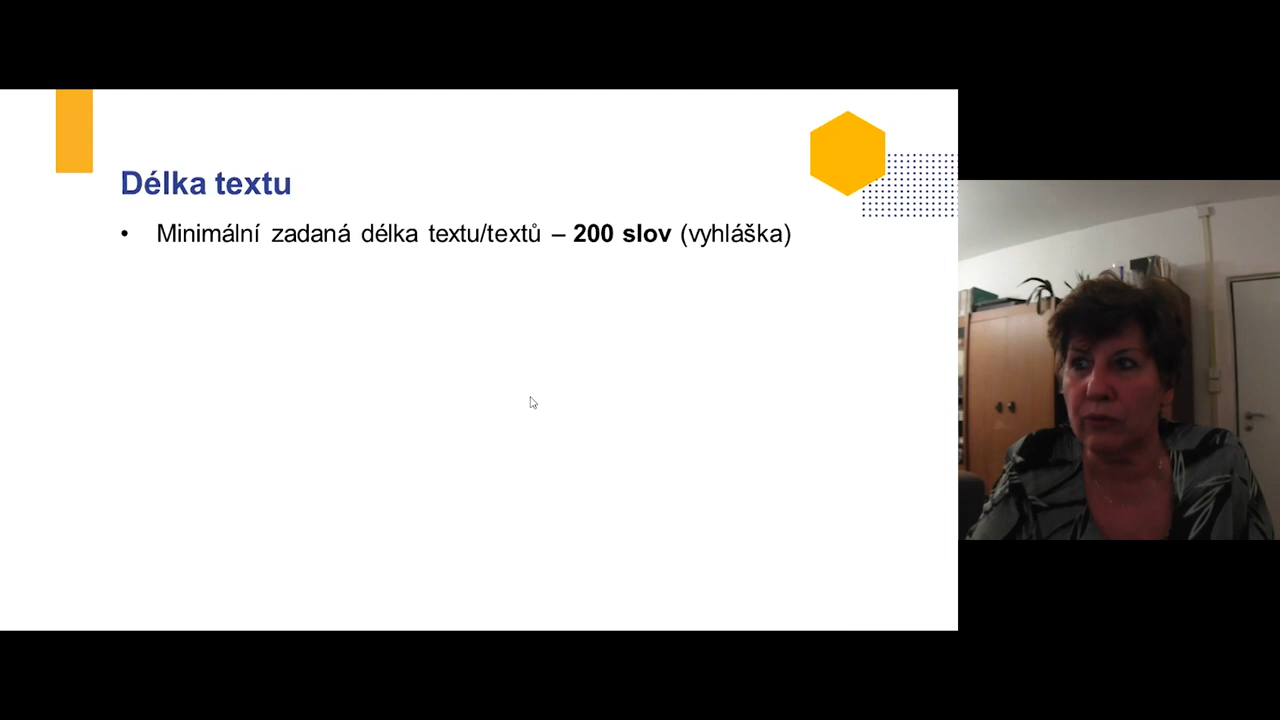 Délka textu
• Minimální zadaná délka textu/textů – 200 slov (vyhláška)